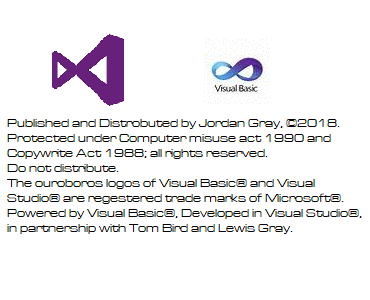 Visual Basic
Published and Distrobuted by Jordan Gray, ©2018.
Protected under Computer misuse act 1990 and
Copywrite Act 1988; all rights reserved.
Do not distribute.
The ouroboros logos of Visual Basic® and Visual
Studio® are regestered trade marks of Microsoft®.
Powered by Visual Basic®, Developed in Visual Studio®,
in partnership with Tom Bird and Lewis Gray.